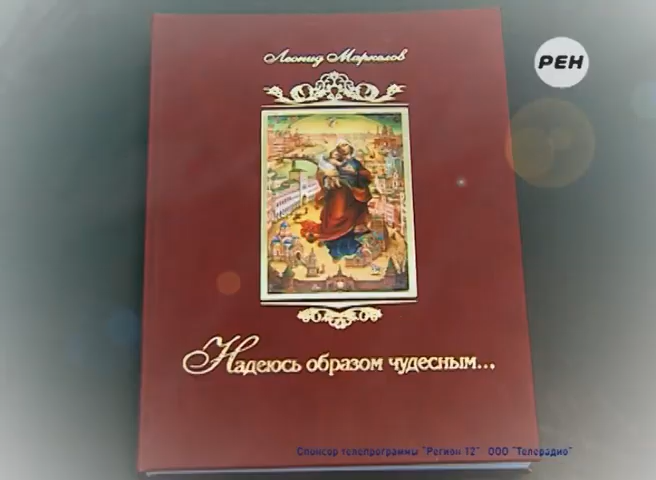 Леонид Маркелов
РЕН
Надеюсь образом чудесным...
Спонсор телепрограммы "Регион 12" ООО "Телерадио"